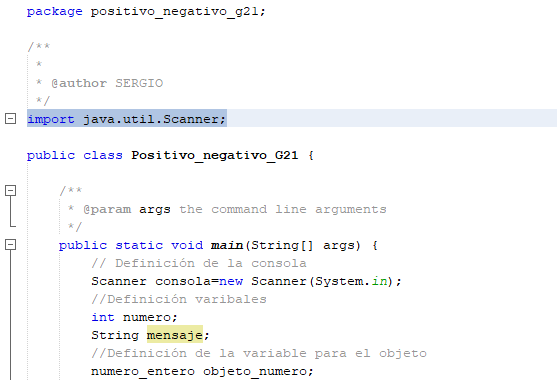 package positivo_negativo_g21;
/**
 *
 * @author SERGIO
 */
import java.util.Scanner;
public class Positivo_negativo_G21 {
/**
 * @param args the command line arguments
 */
public static void main(String[] args) {
// Definición de la consola
Scanner consola=new Scanner(System.in);
//Definición varibales
int numero;
String mensaje;
//Definición de la variable para el objeto
numero_entero objeto_numero;